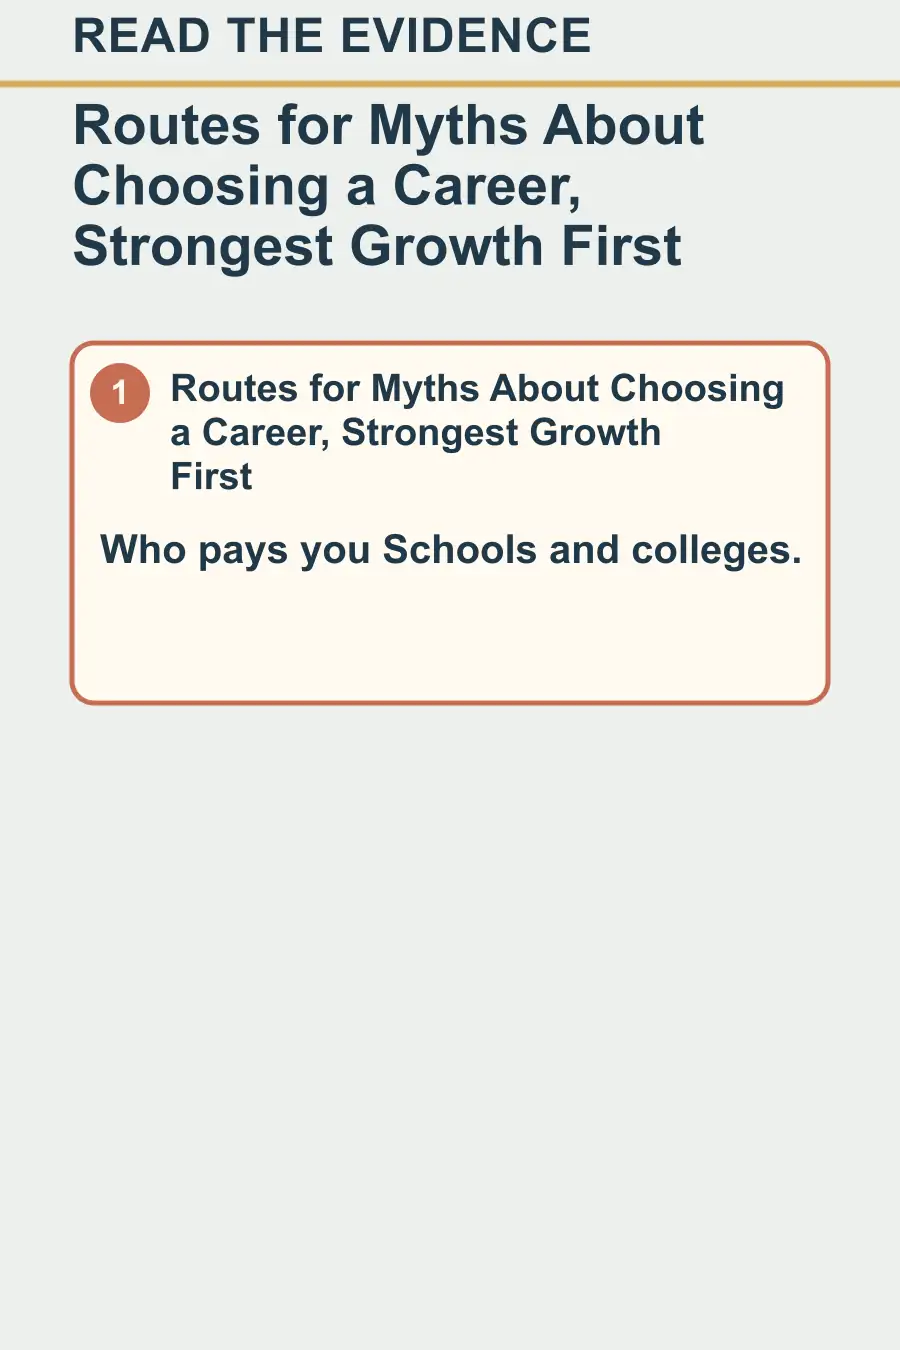 READ THE EVIDENCE
Routes for Myths About
Choosing a Career,
Strongest Growth First
1
Routes for Myths About Choosing
a Career, Strongest Growth
First
Who pays you Schools and colleges.